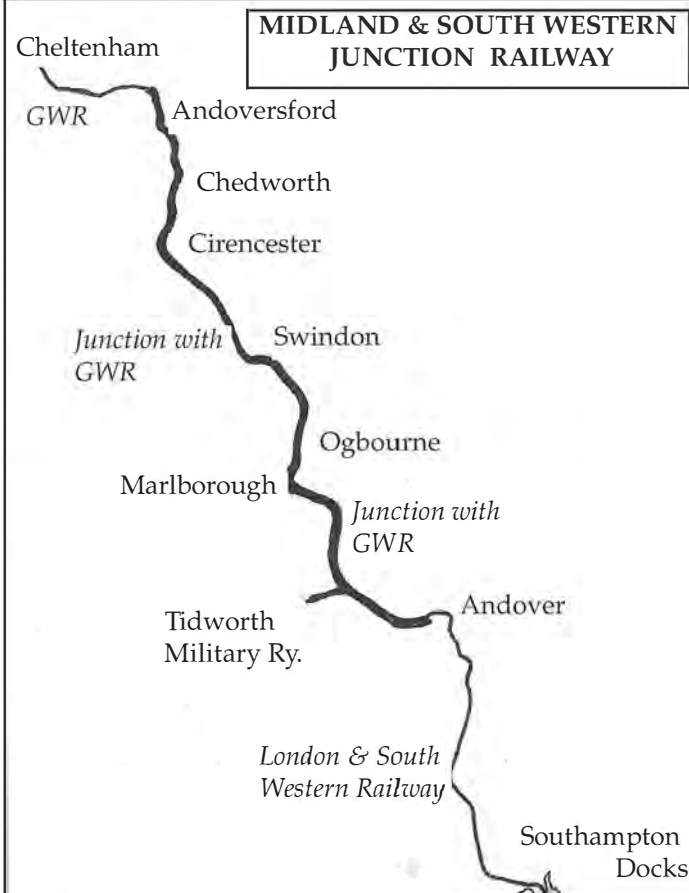 MIDLAND & SOUTH WESTERN
JUNCTION RAILWAY
Cheltenham
GWR
Andoversford
Chedworth
Cirencester
Junction with
GWR
Swindon
Ogbourne
Marlborough
Junction with
GWR
Tidworth
Military Ry.
Andover
London & South
Western Railway
Southampton
Docks